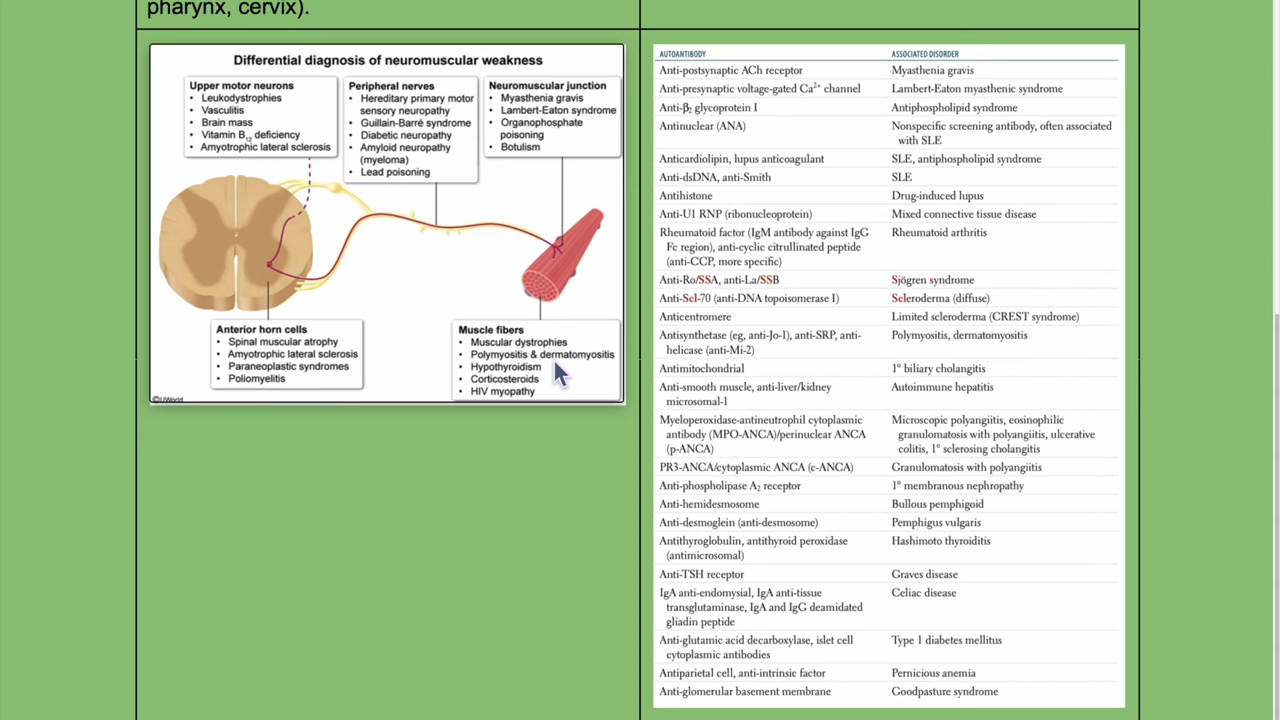 pharynx, cervix).
Differential diagnosis of neuromuscular weakness
Upper motor neurons
• Leukodystrophies
• Vasculitis
• Brain mass
• Vitamin B12 deficiency
• Amyotrophic lateral sclerosis
Peripheral nerves
• Hereditary primary motor
sensory neuropathy
• Guillain-Barré syndrome
• Diabetic neuropathy
• Amyloid neuropathy
(myeloma)
• Lead poisoning
Neuromuscular junction
• Myasthenia gravis
• Lambert-Eaton syndrome
• Organophosphate
poisoning
• Botulism
Anterior horn cells
• Spinal muscular atrophy
• Amyotrophic lateral sclerosis
• Paraneoplastic syndromes
• Poliomyelitis
Muscle fibers
• Muscular dystrophies
• Polymyositis & dermatomyositis
• Hypothyroidism
• Corticosteroids
• HIV myopathy
©UWorld
AUTOANTIBODY ASSOCIATED DISORDER
Anti-postsynaptic ACh receptor Myasthenia gravis
Anti-presynaptic voltage-gated Ca²⁺ channel Lambert-Eaton myasthenic syndrome
Anti-β₂ glycoprotein I Antiphospholipid syndrome
Antinuclear (ANA) Nonspecific screening antibody, often associated
with SLE
Anticardiolipin, lupus anticoagulant SLE, antiphospholipid syndrome
Anti-dsDNA, anti-Smith SLE
Antihistone Drug-induced lupus
Anti-U1 RNP (ribonucleoprotein) Mixed connective tissue disease
Rheumatoid factor (IgM antibody against IgG Rheumatoid arthritis
Fc region), anti-cyclic citrullinated peptide
(anti-CCP, more specific)
Anti-Ro/SSA, anti-La/SSB Sjögren syndrome
Anti-Scl-70 (anti-DNA topoisomerase I) Scleroderma (diffuse)
Anticentromere Limited scleroderma (CREST syndrome)
Antisynthetase (eg, anti-Jo-1), anti-SRP, anti- Polymyositis, dermatomyositis
helicase (anti-Mi-2)
Antimitochondrial 1° biliary cholangitis
Anti-smooth muscle, anti-liver/kidney Autoimmune hepatitis
microsomal-1
Myeloperoxidase-antineutrophil cytoplasmic Microscopic polyangiitis, eosinophilic
antibody (MPO-ANCA)/perinuclear ANCA granulomatosis with polyangiitis, ulcerative
(p-ANCA) colitis, 1° sclerosing cholangitis
PR3-ANCA/cytoplasmic ANCA (c-ANCA) Granulomatosis with polyangiitis
Anti-phospholipase A₂ receptor 1° membranous nephropathy
Anti-hemidesmosome Bullous pemphigoid
Anti-desmoglein (anti-desmosome) Pemphigus vulgaris
Antithyroglobulin, antithyroid peroxidase Hashimoto thyroiditis
(antimicrosomal)
Anti-TSH receptor Graves disease
IgA anti-endomysial, IgA anti-tissue Celiac disease
transglutaminase, IgA and IgG deamidated
gliadin peptide
Anti-glutamic acid decarboxylase, islet cell Type 1 diabetes mellitus
cytoplasmic antibodies
Antiparietal cell, anti-intrinsic factor Pernicious anemia
Anti-glomerular basement membrane Goodpasture syndrome